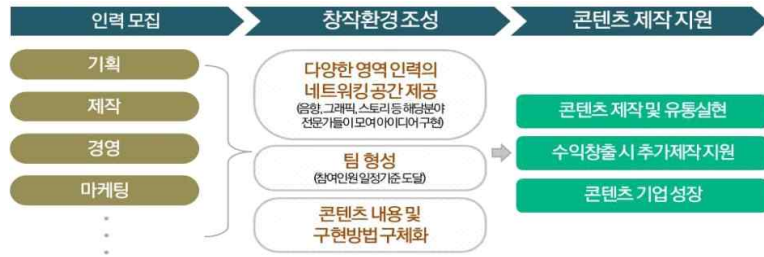 인력 모집
창작환경 조성
콘텐츠 제작 지원
기획
제작
경영
마케팅
다양한 영역 인력의
네트워킹 공간 제공
(음향, 그래픽, 스토리 등 해당분야
전문가들이 모여 아이디어 구현)
팀 형성
(참여인원 일정기준 도달)
콘텐츠 내용 및
구현방법 구체화
콘텐츠 제작 및 유통실현
수익창출 시 추가제작 지원
콘텐츠 기업 성장